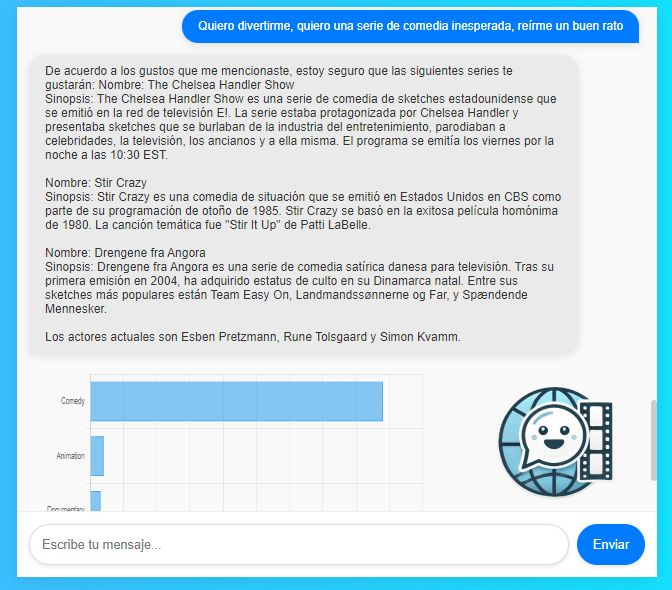 Quiero divertirme, quiero una serie de comedia inesperada, reírme un buen rato
De acuerdo a los gustos que me mencionaste, estoy seguro que las siguientes series te
gustarán: Nombre: The Chelsea Handler Show
Sinopsis: The Chelsea Handler Show es una serie de comedia de sketches estadounidense que
se emitió en la red de televisión E!. La serie estaba protagonizada por Chelsea Handler y
presentaba sketches que se burlaban de la industria del entretenimiento, parodiaban a
celebridades, la televisión, los ancianos y a ella misma. El programa se emitía los viernes por la
noche a las 10:30 EST.
Nombre: Stir Crazy
Sinopsis: Stir Crazy es una comedia de situación que se emitió en Estados Unidos en CBS como
parte de su programación de otoño de 1985. Stir Crazy se basó en la exitosa película homónima
de 1980. La canción temática fue "Stir It Up" de Patti LaBelle.
Nombre: Drengene fra Angora
Sinopsis: Drengene fra Angora es una serie de comedia satírica danesa para televisión. Tras su
primera emisión en 2004, ha adquirido estatus de culto en su Dinamarca natal. Entre sus
sketches más populares están Team Easy On, Landmandssønnerne og Far, y Spændende
Mennesker.
Los actores actuales son Esben Pretzmann, Rune Tolsgaard y Simon Kvamm.
Comedy
Animation
Documentary
Escribe tu mensaje...
Enviar